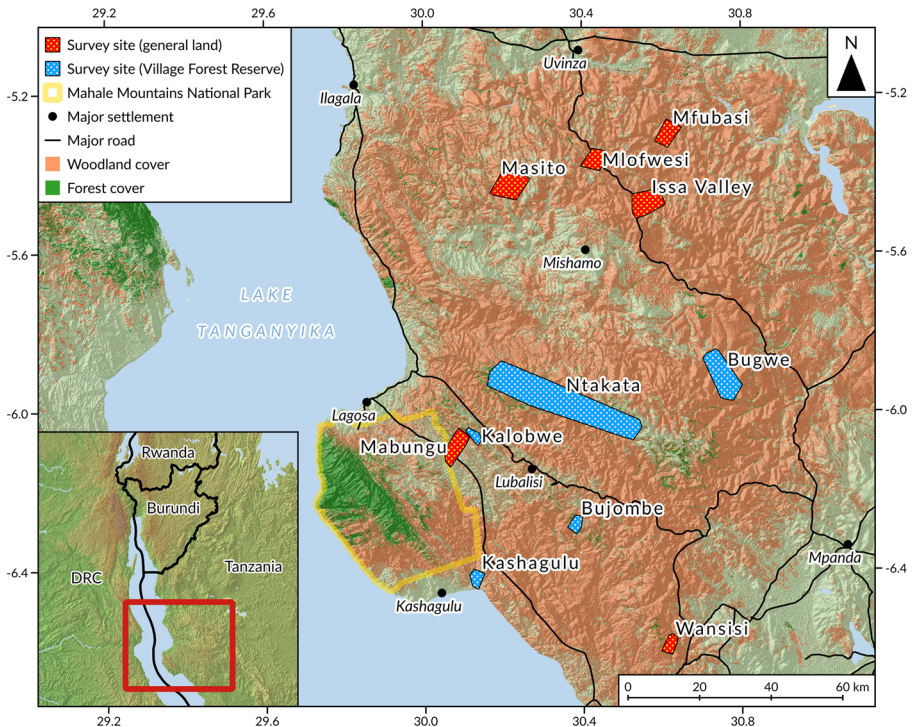 29.2 29.6 30.0 30.4 30.8
Survey site (general land)
Survey site (Village Forest Reserve)
Mahale Mountains National Park
Major settlement
Major road
Woodland cover
Forest cover
N
Uvinza
Ilagala
-5.2 -5.2
Mfubasi
Mlofwesi
Masito
Issa Valley
-5.6 -5.6
Mishamo
LAKE
TANGANYIKA
Bugwe
Ntakata
-6.0 -6.0
Lagosa
Mabungu
Kalobwe
Lubalisi
Bujombe
Mpanda
Kashagulu
-6.4 -6.4
Kashagulu
Wansisi
Rwanda
Burundi
Tanzania
DRC
0 20 40 60 km
29.2 29.6 30.0 30.4 30.8